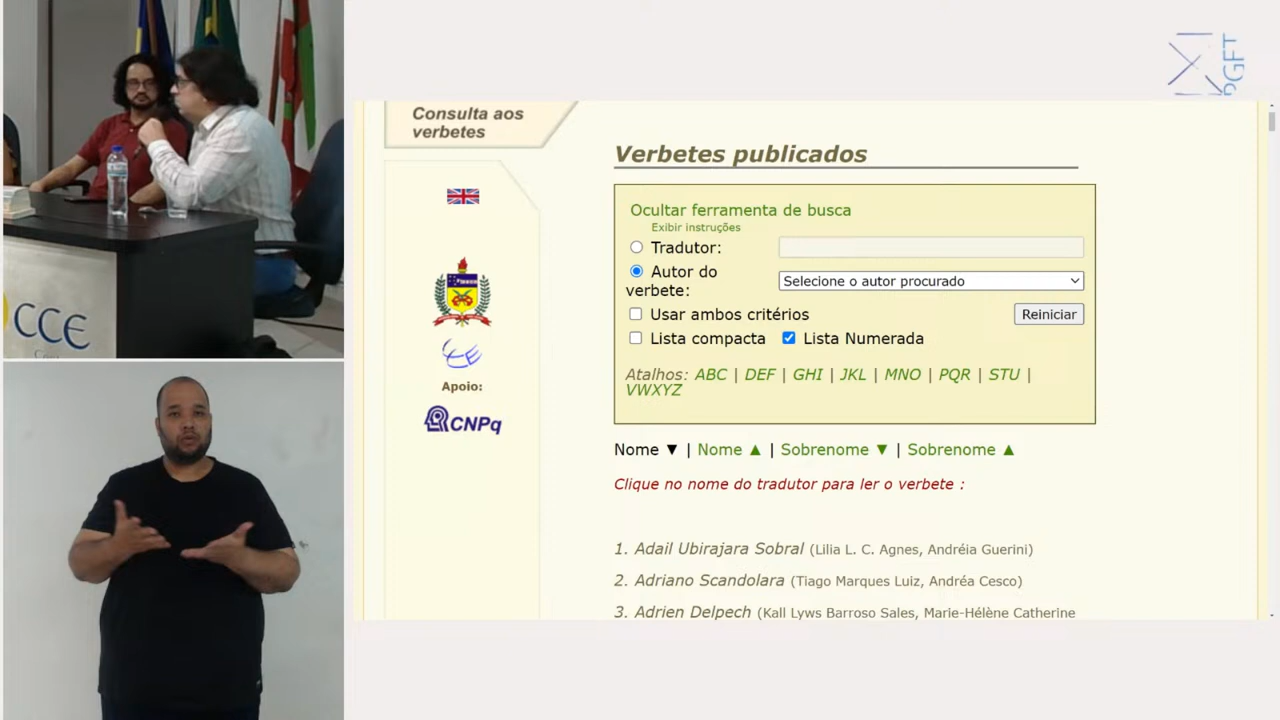 CCE
PGFT
Consulta aos
verbetes
Apoio:
CNPq
Verbetes publicados
Ocultar ferramenta de busca
Exibir instruções
Tradutor:
Autor do
verbete:
Selecione o autor procurado
Usar ambos critérios
Reiniciar
Lista compacta
Lista Numerada
Atalhos: ABC | DEF | GHI | JKL | MNO | PQR | STU |
VWXYZ
Nome ▼ | Nome ▲ | Sobrenome ▼ | Sobrenome ▲
Clique no nome do tradutor para ler o verbete :
1. Adail Ubirajara Sobral (Lilia L. C. Agnes, Andréia Guerini)
2. Adriano Scandolara (Tiago Marques Luiz, Andréa Cesco)
3. Adrien Delpech (Kall Lyws Barroso Sales, Marie-Hélène Catherine